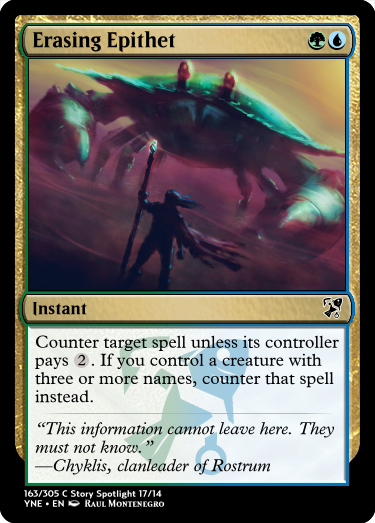 Erasing Epithet
Instant
Counter target spell unless its controller
pays 2. If you control a creature with
three or more names, counter that spell
instead.
“This information cannot leave here. They
must not know.”
—Chyklis, clanleader of Rostrum
163/305 C Story Spotlight 17/14
YNE • EN Raul Montenegro